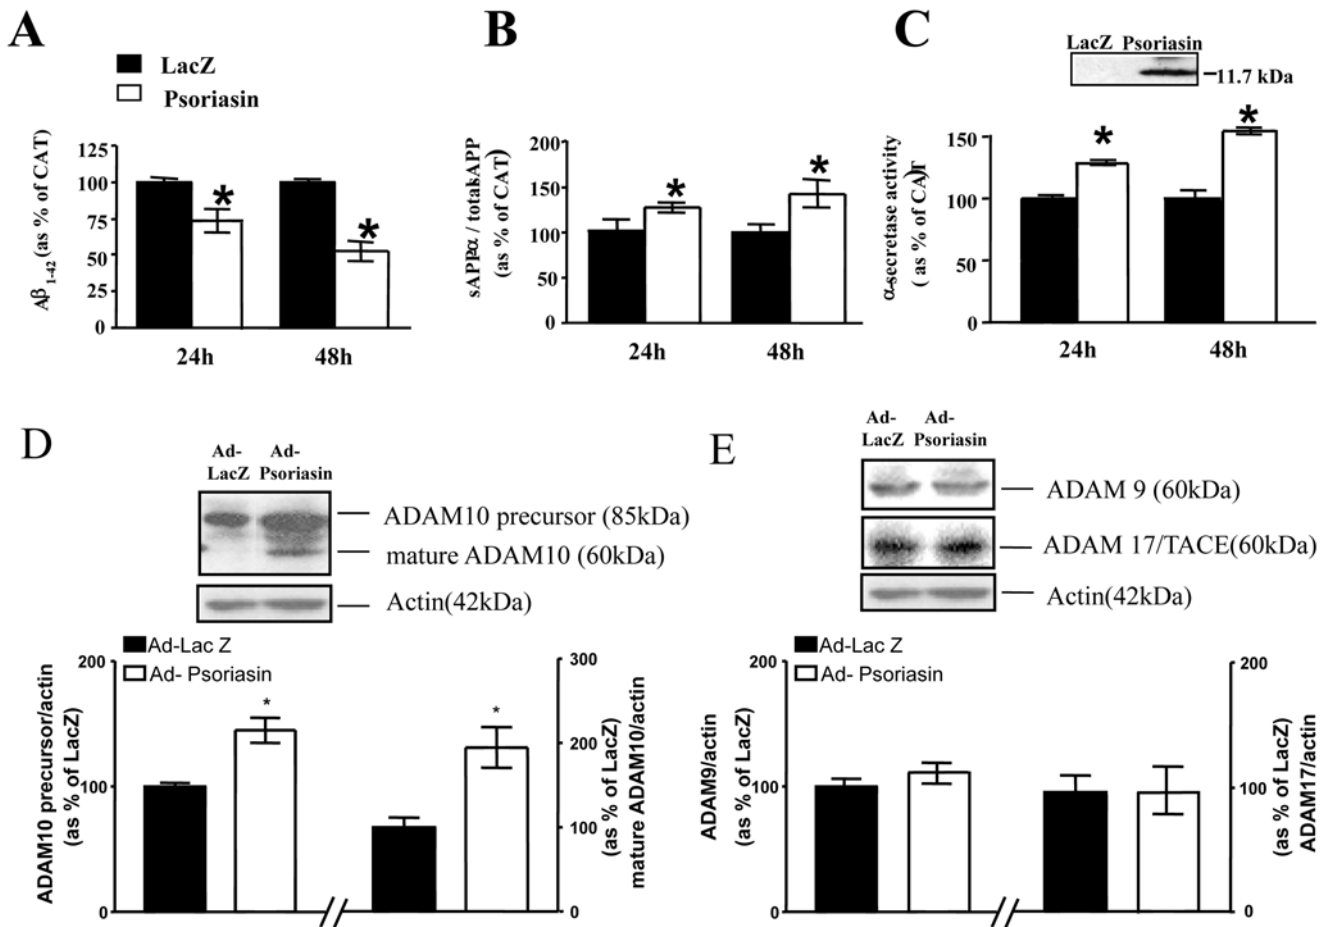 A
LacZ
Psoriasin
Aβ 1-42 (as % of CAT)
125
100
75
50
25
0
*
*
24h
48h
B
sAPPα / totalsAPP
(as % of CAT)
200
150
100
50
0
*
*
24h
48h
C
LacZ Psoriasin
11.7 kDa
α-secretase activity
( as % of CAT)
150
100
50
0
*
*
24h
48h
D
Ad-
LacZ
Ad-
Psoriasin
ADAM10 precursor (85kDa)
mature ADAM10 (60kDa)
Actin(42kDa)
Ad-Lac Z
Ad- Psoriasin
ADAM10 precursor/actin
(as % of LacZ)
200
100
0
*
*
300
200
100
0
(as % of LacZ)
mature ADAM10/actin
E
Ad-
LacZ
Ad-
Psoriasin
ADAM 9 (60kDa)
ADAM 17/TACE(60kDa)
Actin(42kDa)
Ad-Lac Z
Ad- Psoriasin
ADAM9/actin
(as % of LacZ)
200
100
0
200
100
0
(as % of LacZ)
ADAM17/actin